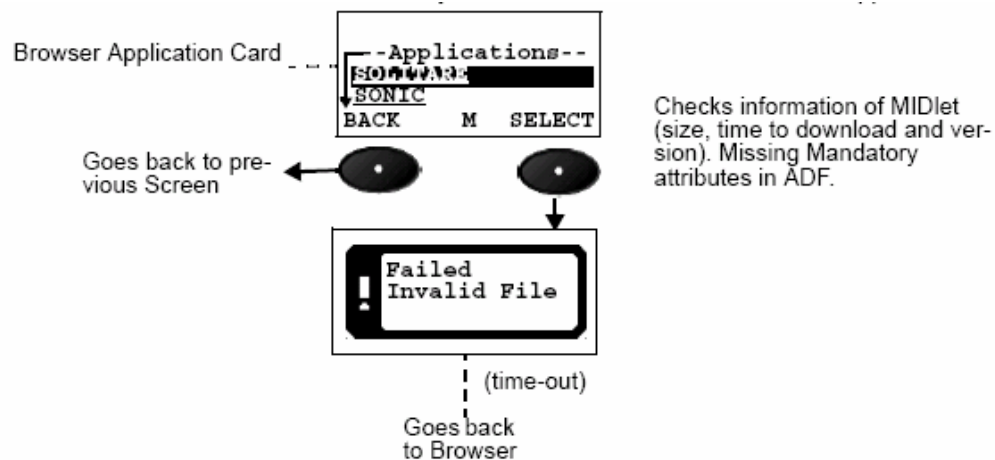 Browser Application Card
--Applications--
SOLITARE
SONIC
BACK M SELECT
Checks information of MIDlet
(size, time to download and ver-
sion). Missing Mandatory
attributes in ADF.
Goes back to pre-
vious Screen
Failed
Invalid File
!
(time-out)
Goes back
to Browser